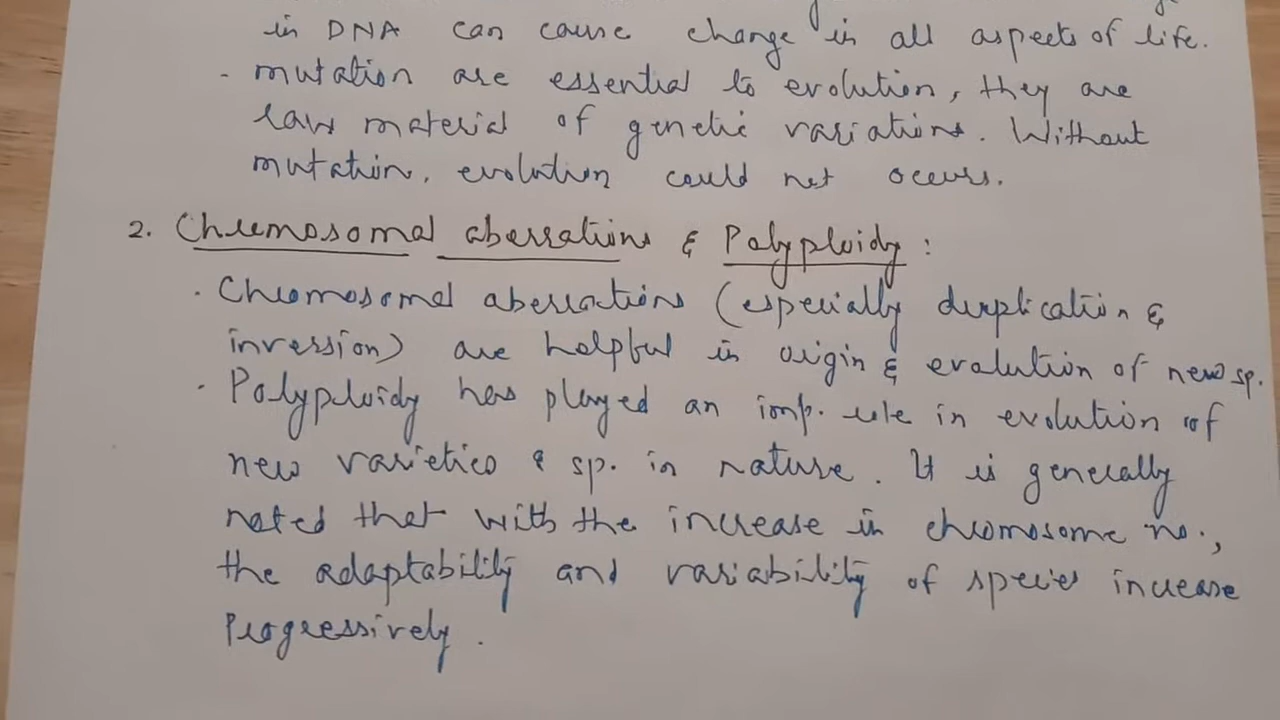 in DNA can cause change in all aspects of life.
- mutation are essential to evolution, they are
raw material of genetic variations. Without
mutation, evolution could not occurs.
2. Chromosomal aberrations & Polyploidy :
· Chromosomal aberrations (especially duplication &
inversion) are helpful in origin & evolution of new sp.
· Polyploidy has played an imp. role in evolution of
new varieties & sp. in nature. It is generally
noted that with the increase in chromosome no.,
the adaptability and variability of species increase
Progressively.